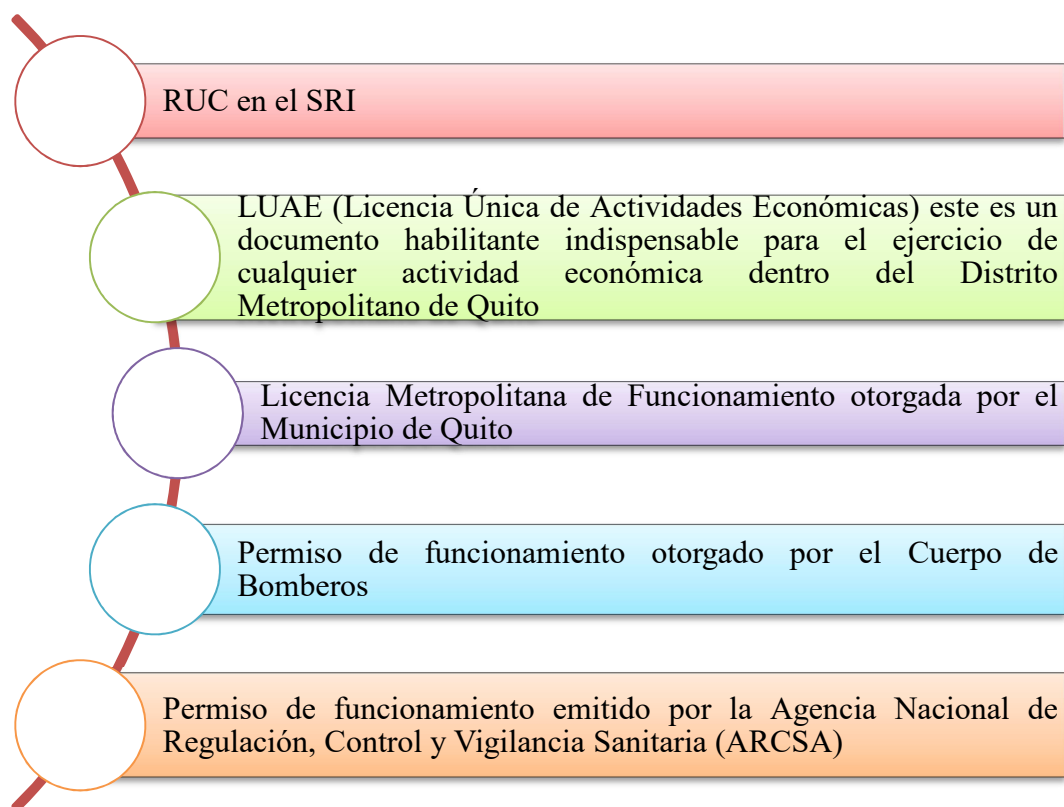 RUC en el SRI
LUAE (Licencia Única de Actividades Económicas) este es un
documento habilitante indispensable para el ejercicio de
cualquier actividad económica dentro del Distrito
Metropolitano de Quito
Licencia Metropolitana de Funcionamiento otorgada por el
Municipio de Quito
Permiso de funcionamiento otorgado por el Cuerpo de
Bomberos
Permiso de funcionamiento emitido por la Agencia Nacional de
Regulación, Control y Vigilancia Sanitaria (ARCSA)